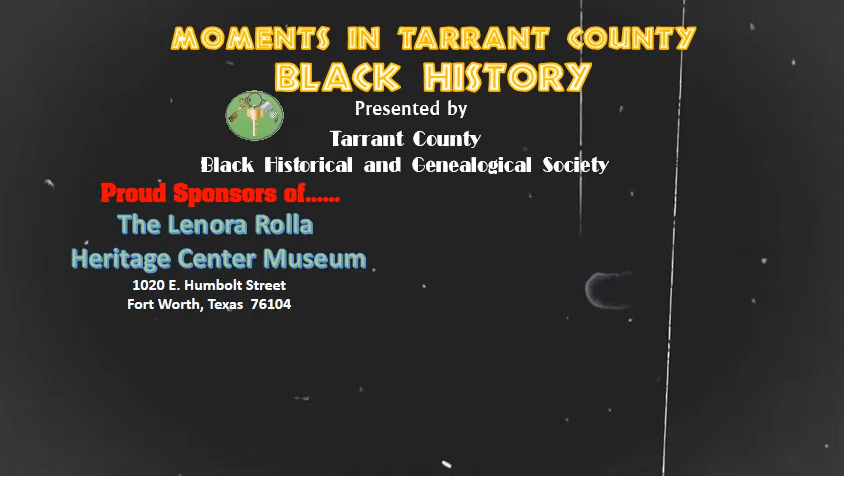 MOMENTS IN TARRANT COUNTY
BLACK HISTORY
Presented by
Tarrant County
Black Historical and Genealogical Society
Proud Sponsors of......
The Lenora Rolla
Heritage Center Museum
1020 E. Humbolt Street
Fort Worth, Texas 76104